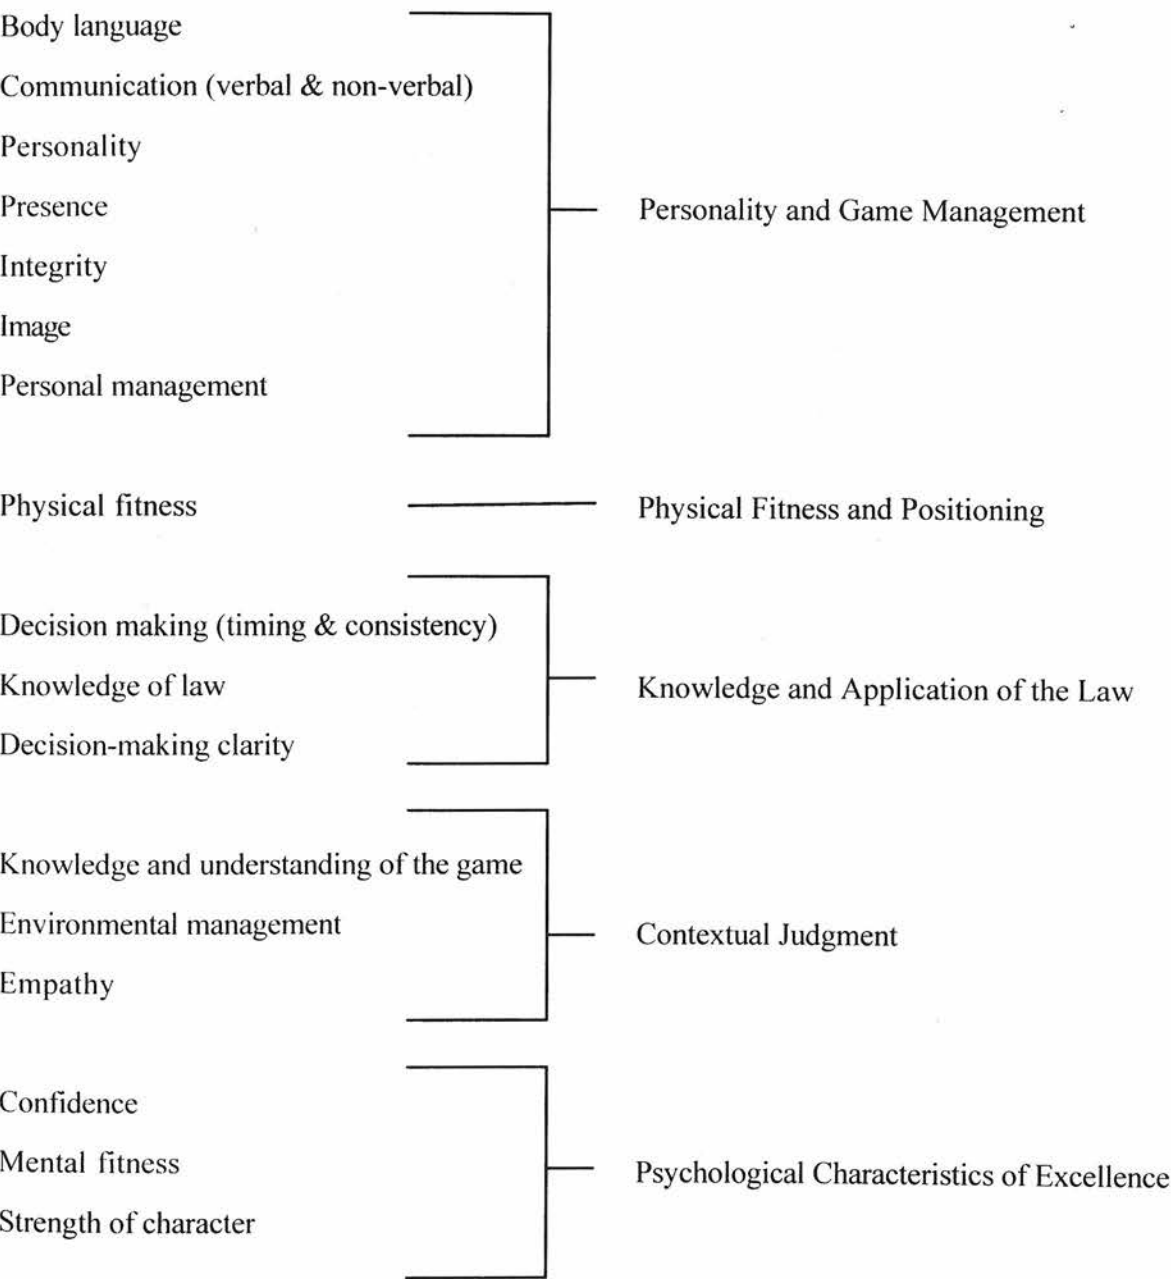 Body language
Communication (verbal & non-verbal)
Personality
Presence
Personality and Game Management
Integrity
Image
Personal management
Physical fitness
Physical Fitness and Positioning
Decision making (timing & consistency)
Knowledge of law
Knowledge and Application of the Law
Decision-making clarity
Knowledge and understanding of the game
Environmental management
Contextual Judgment
Empathy
Confidence
Mental fitness
Psychological Characteristics of Excellence
Strength of character